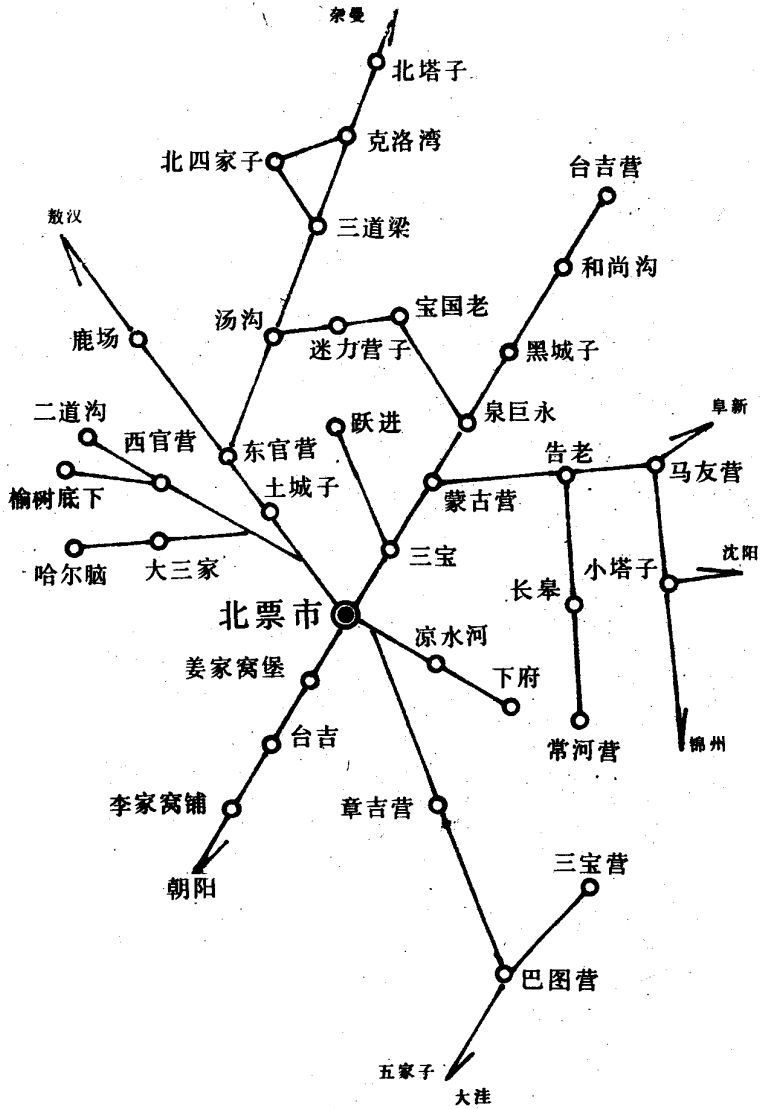 奈曼
北塔子
克洛湾
北四家子
台吉营
三道梁
敖汉
和尚沟
宝国老
汤沟
鹿场
迷力营子
黑城子
二道沟
跃进
泉巨永
阜新
西官营
东官营
告老
马友营
榆树底下
土城子
蒙古营
沈阳
哈尔脑
大三家
三宝
小塔子
长皋
北票市
凉水河
姜家窝堡
下府
台吉
常河营
锦州
李家窝铺
章吉营
朝阳
三宝营
巴图营
五家子
大洼